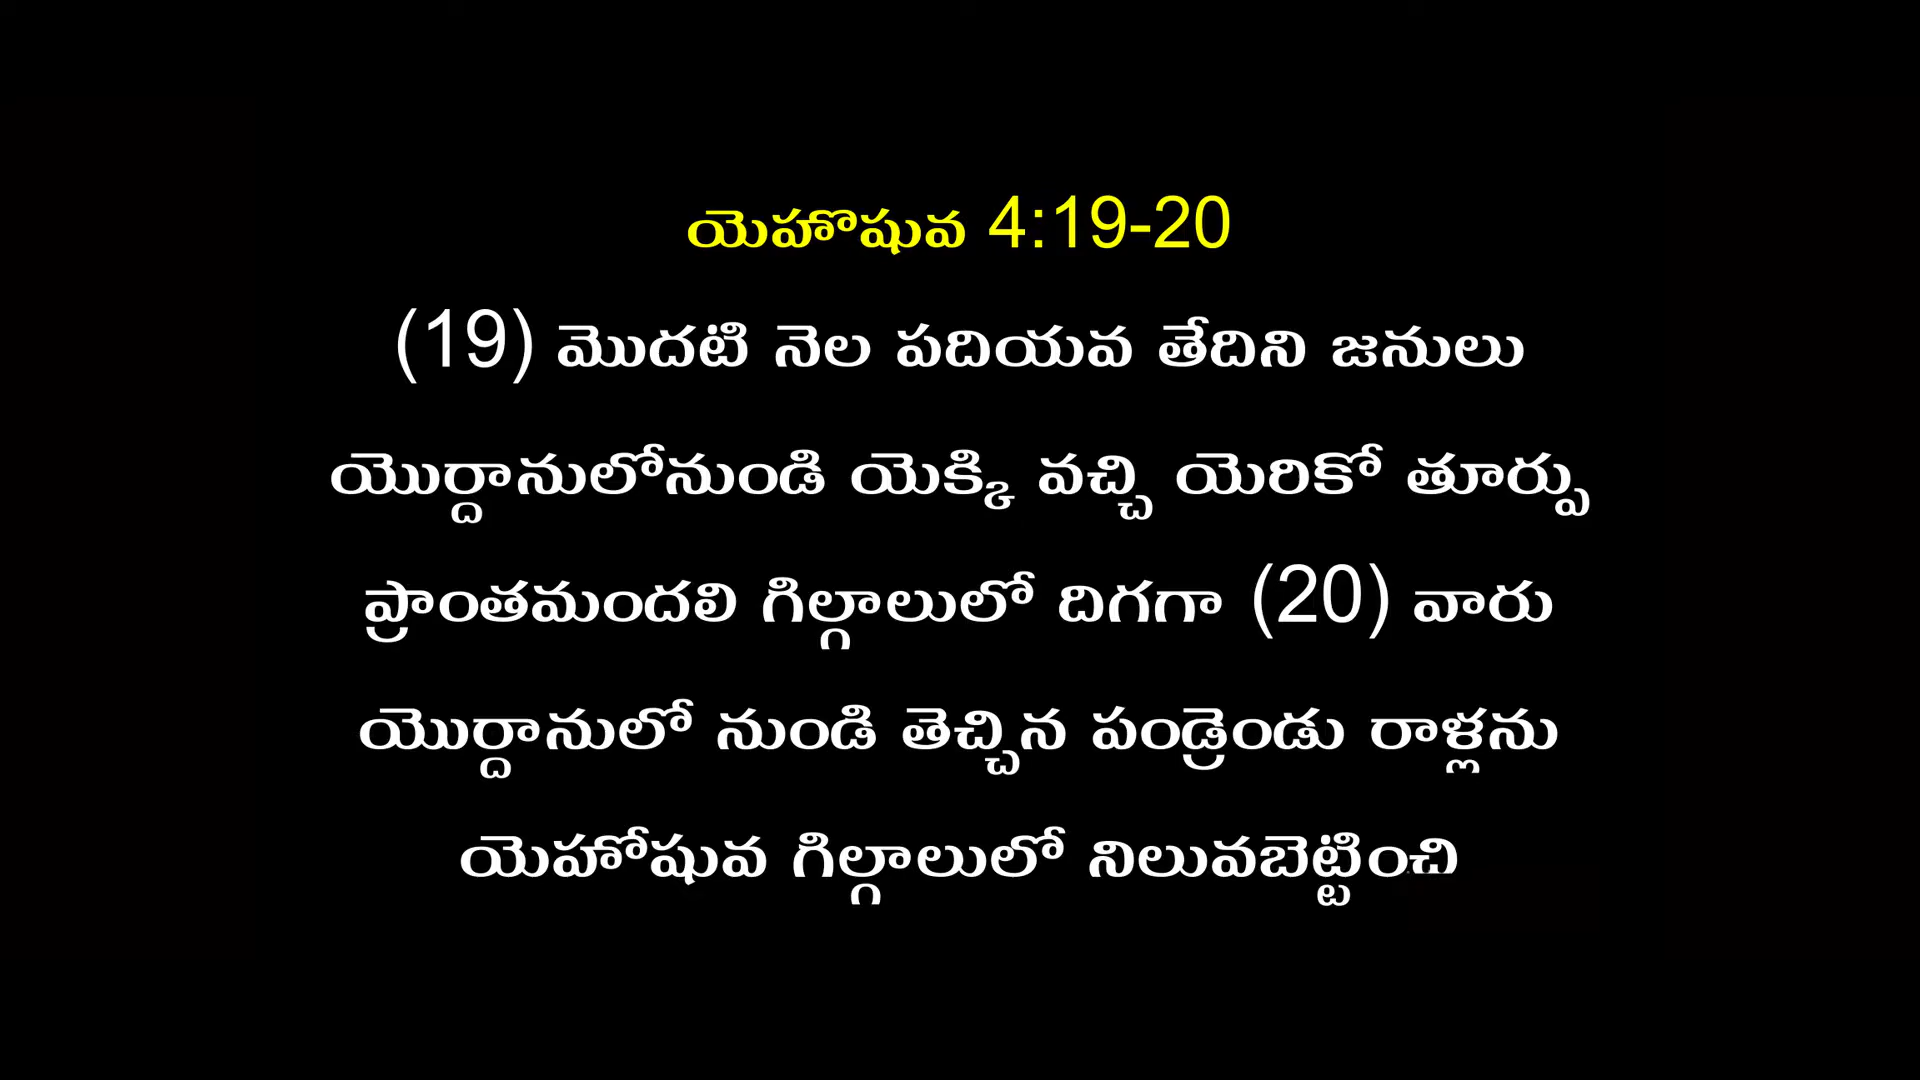 యెహొషువ 4:19-20
(19) మొదటి నెల పదియవ తేదిని జనులు
యొర్దానులోనుండి యెక్కి వచ్చి యెరికో తూర్పు
ప్రాంతమందలి గిల్గాలులో దిగగా (20) వారు
యొర్దానులో నుండి తెచ్చిన పండ్రెండు రాళ్లను
యెహోషువ గిల్గాలులో నిలువబెట్టించి